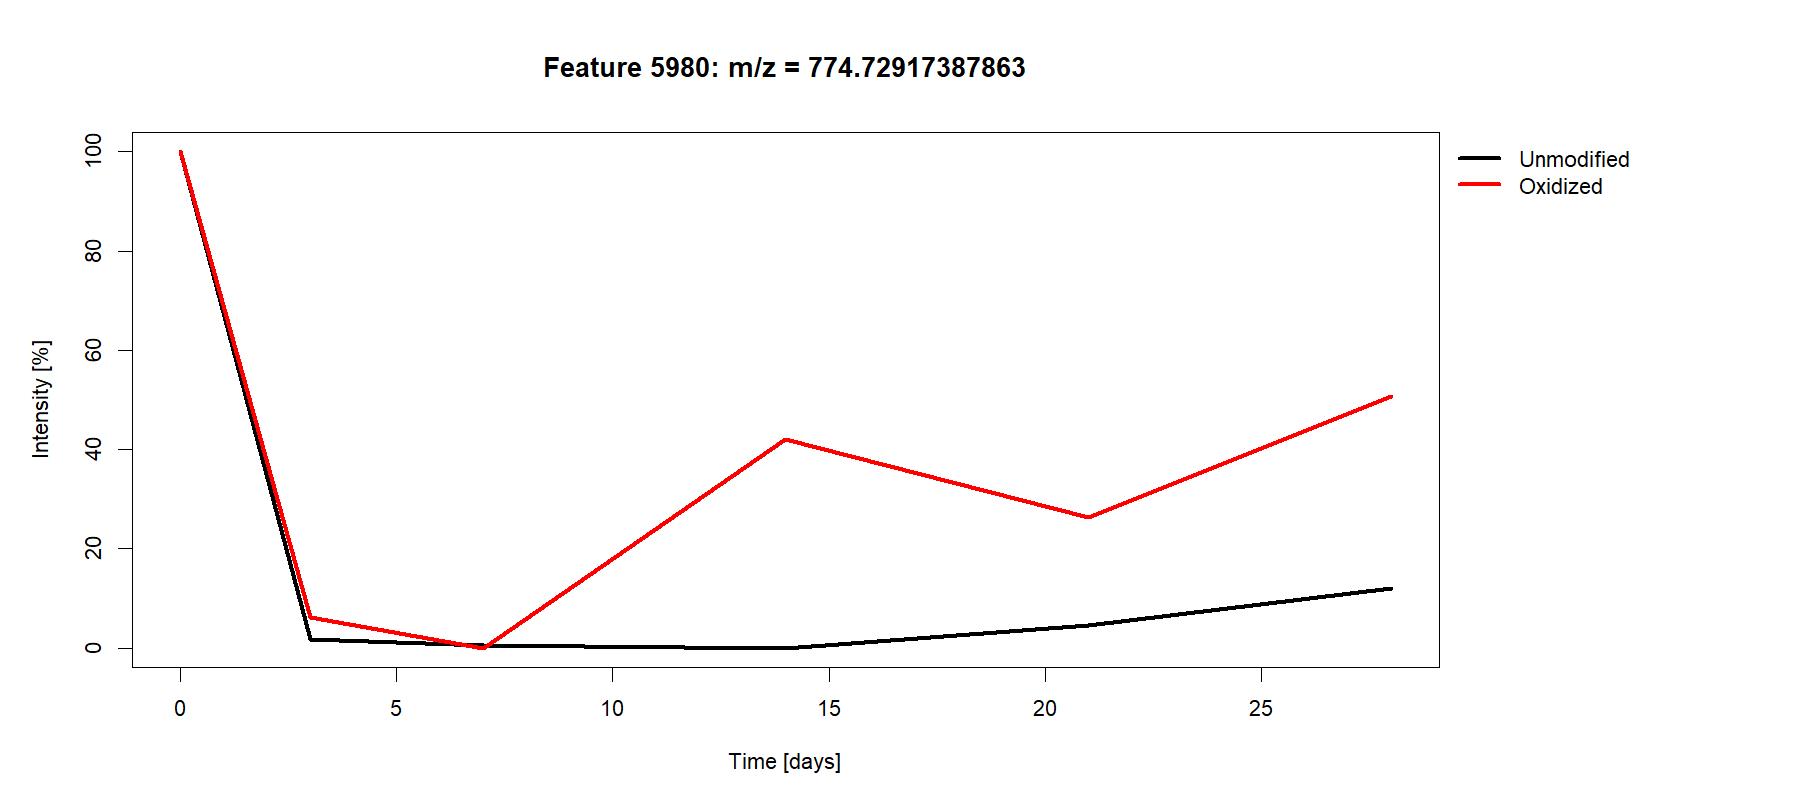 Feature 5980: m/z = 774.72917387863
Unmodified
Oxidized
Intensity [%]
100
80
60
40
20
0
0 5 10 15 20 25
Time [days]